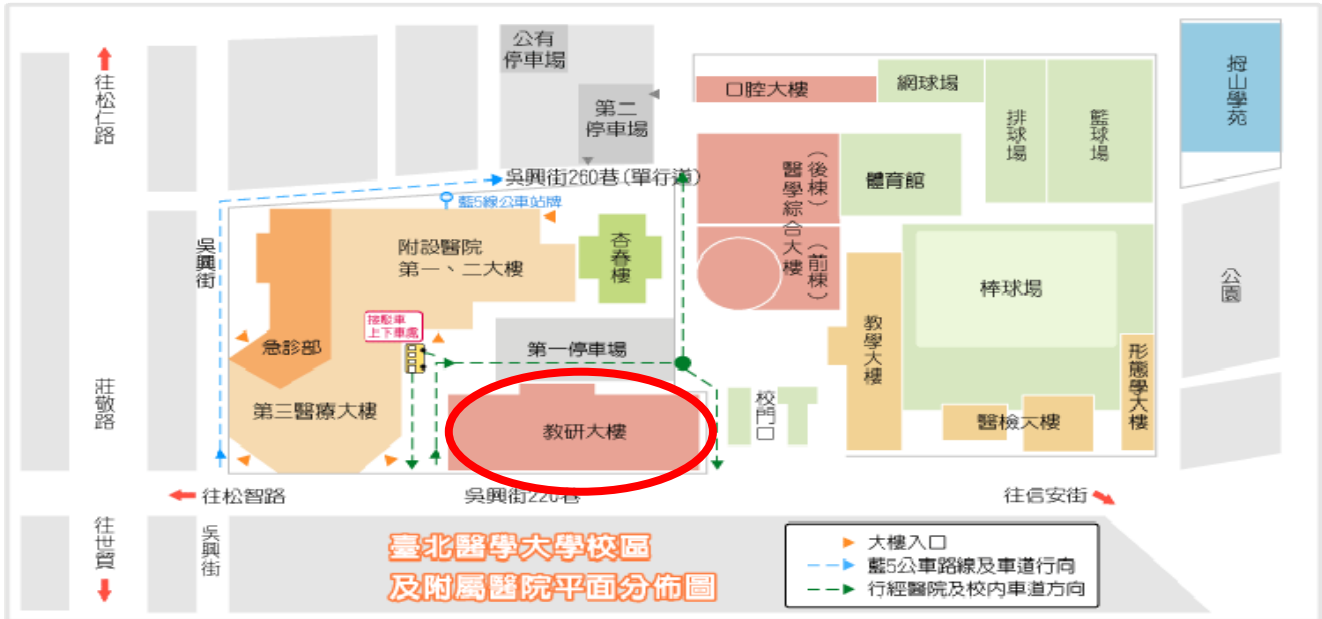 公有
停車場
第二
停車場
往松仁路
口腔大樓
網球場
排球場
籃球場
拇山學苑
吳興街260巷(單行道)
藍5線公車站牌
醫學綜合大樓
(後棟)
(前棟)
體育館
吳興街
附設醫院
第一、二大樓
杏春樓
棒球場
公園
接駁車
上下車處
急診部
第一停車場
教學大樓
形態學大樓
莊敬路
第三醫療大樓
教研大樓
校門口
醫檢大樓
往松智路
吳興街220巷
往信安街
往世貿
吳興街
臺北醫學大學校區
及附屬醫院平面分佈圖
大樓入口
藍5公車路線及車道行向
行經醫院及校內車道方向